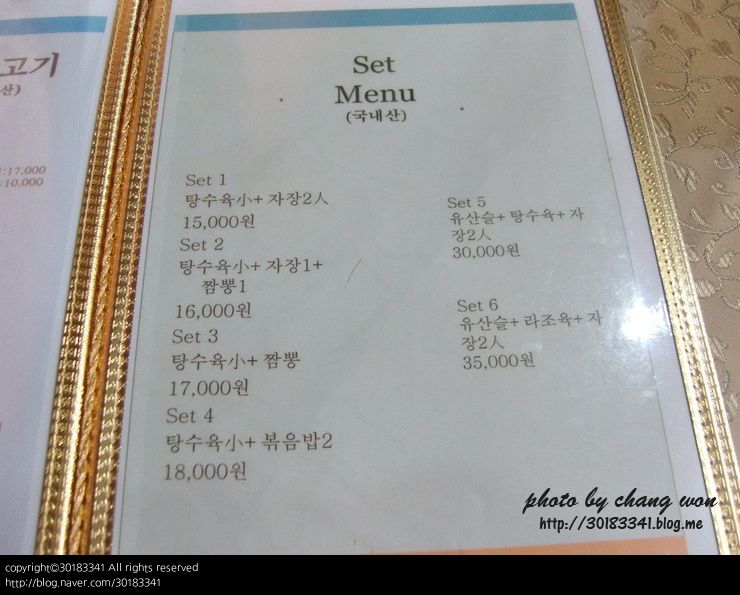 고기
산)
:17,000
:10,000
Set
Menu
(국내산)
Set 1
탕수육小+ 자장2人
15,000원
Set 2
탕수육小+ 자장1+
짬뽕1
16,000원
Set 3
탕수육小+ 짬뽕
17,000원
Set 4
탕수육小+ 볶음밥2
18,000원
Set 5
유산슬+ 탕수육+ 자
장2人
30,000원
Set 6
유산슬+ 라조육+ 자
장2人
35,000원
photo by chang won
http://30183341.blog.me
copyright©30183341 All rights reserved
http://blog.naver.com/30183341